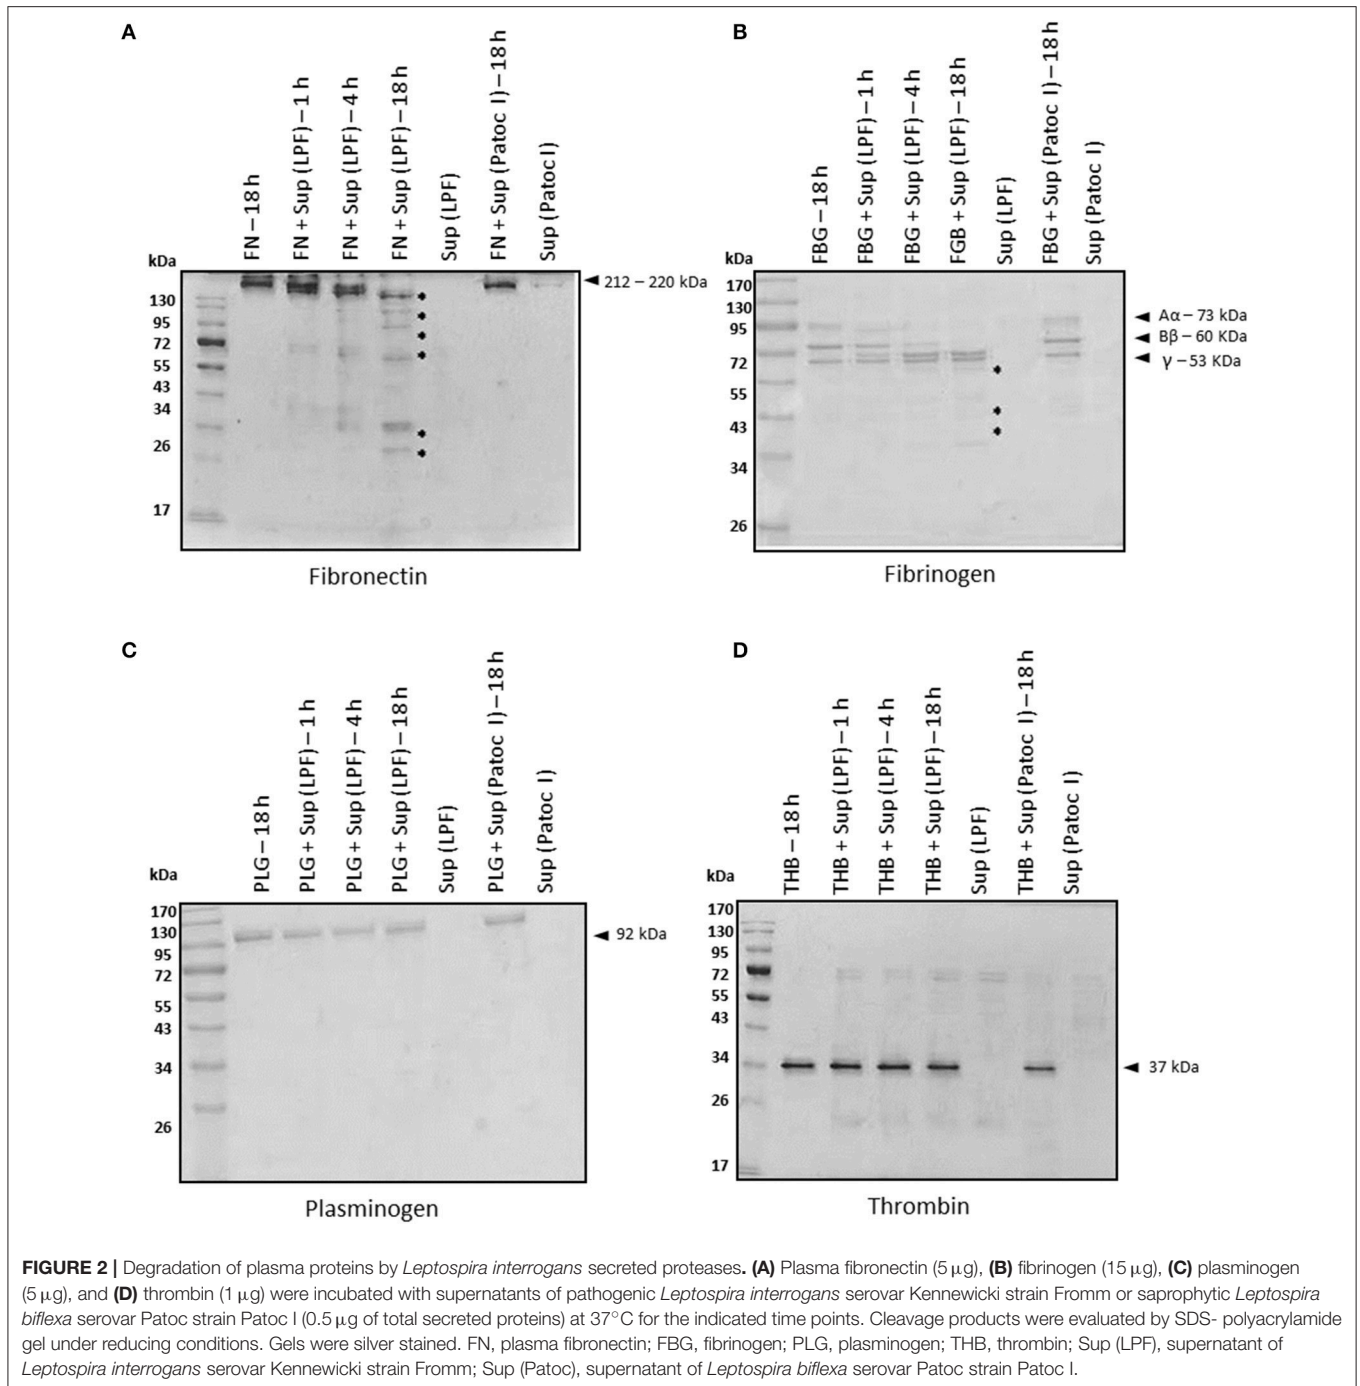 A
FN – 18 h
FN + Sup (LPF) – 1 h
FN + Sup (LPF) – 4 h
FN + Sup (LPF) – 18 h
Sup (LPF)
FN + Sup (Patoc I) – 18 h
Sup (Patoc I)
kDa
130
95
72
55
43
34
26
17
212 – 220 kDa
Fibronectin
B
FBG – 18 h
FBG + Sup (LPF) – 1 h
FBG + Sup (LPF) – 4 h
FGB + Sup (LPF) – 18 h
Sup (LPF)
FBG + Sup (Patoc I) – 18 h
Sup (Patoc I)
kDa
170
130
95
72
55
43
34
26
Aα – 73 kDa
Bβ – 60 KDa
γ – 53 KDa
Fibrinogen
C
PLG – 18 h
PLG + Sup (LPF) – 1 h
PLG + Sup (LPF) – 4 h
PLG + Sup (LPF) – 18 h
Sup (LPF)
PLG + Sup (Patoc I) – 18 h
Sup (Patoc I)
kDa
170
130
95
72
55
43
34
26
92 kDa
Plasminogen
D
THB – 18 h
THB + Sup (LPF) – 1 h
THB + Sup (LPF) – 4 h
THB + Sup (LPF) – 18 h
Sup (LPF)
THB + Sup (Patoc I) – 18 h
Sup (Patoc I)
kDa
170
130
95
72
55
43
34
26
17
37 kDa
Thrombin
FIGURE 2 | Degradation of plasma proteins by Leptospira interrogans secreted proteases. (A) Plasma fibronectin (5 μg), (B) fibrinogen (15 μg), (C) plasminogen
(5 μg), and (D) thrombin (1 μg) were incubated with supernatants of pathogenic Leptospira interrogans serovar Kennewicki strain Fromm or saprophytic Leptospira
biflexa serovar Patoc strain Patoc I (0.5 μg of total secreted proteins) at 37°C for the indicated time points. Cleavage products were evaluated by SDS- polyacrylamide
gel under reducing conditions. Gels were silver stained. FN, plasma fibronectin; FBG, fibrinogen; PLG, plasminogen; THB, thrombin; Sup (LPF), supernatant of
Leptospira interrogans serovar Kennewicki strain Fromm; Sup (Patoc), supernatant of Leptospira biflexa serovar Patoc strain Patoc I.